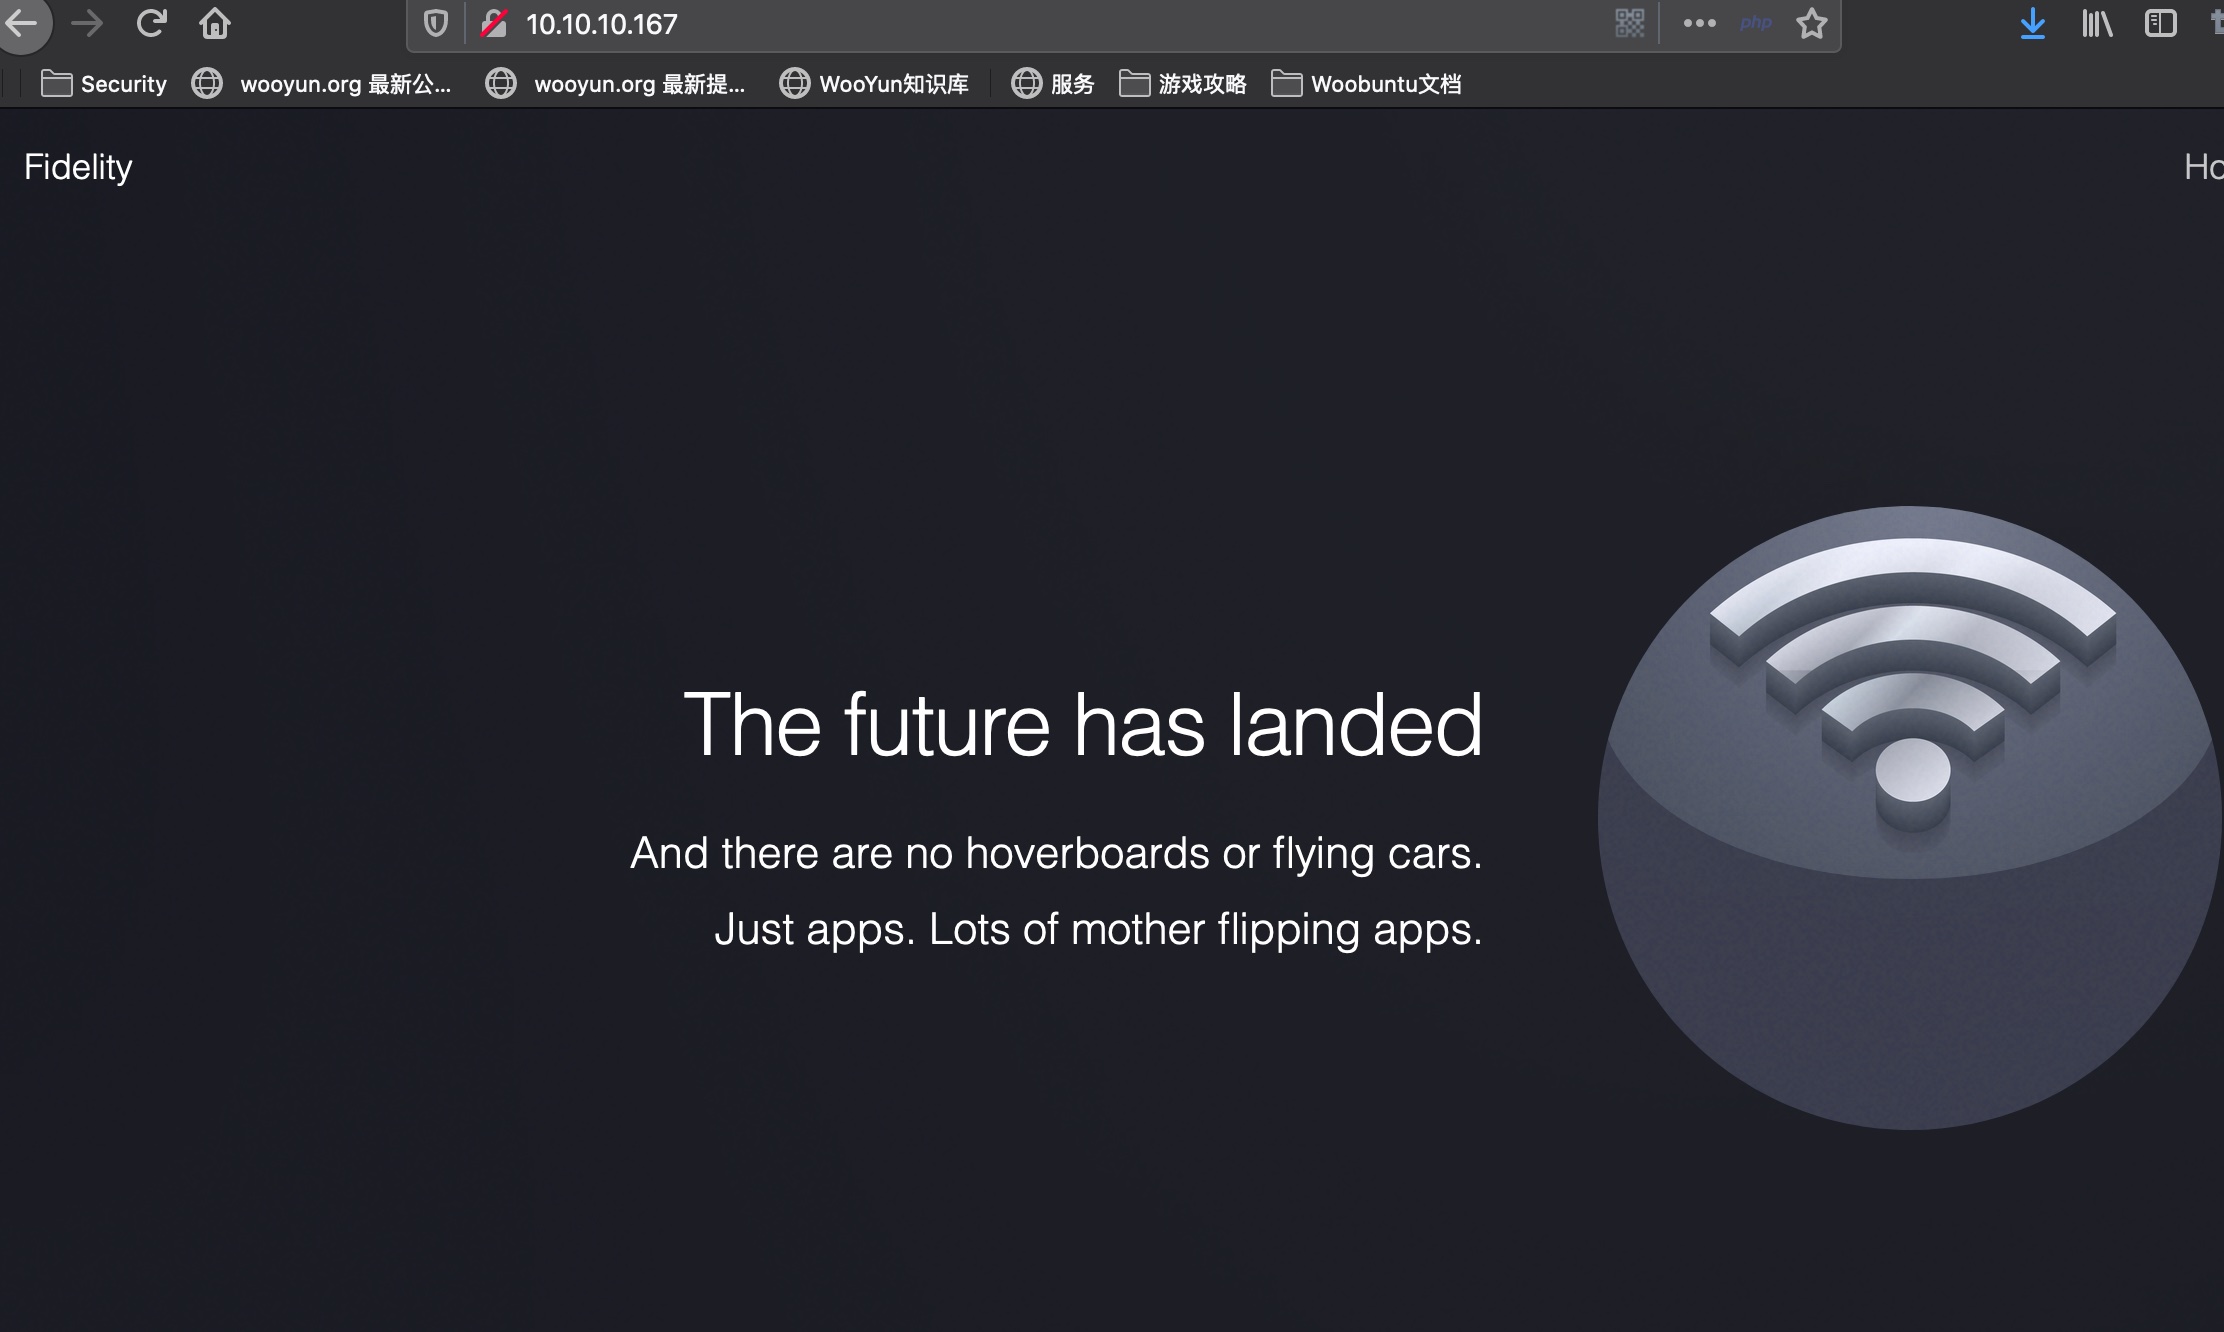 10.10.10.167
php
Security
wooyun.org 最新公...
wooyun.org 最新提...
WooYun知识库
服务
游戏攻略
Woobuntu文档
Fidelity
The future has landed
And there are no hoverboards or flying cars.
Just apps. Lots of mother flipping apps.